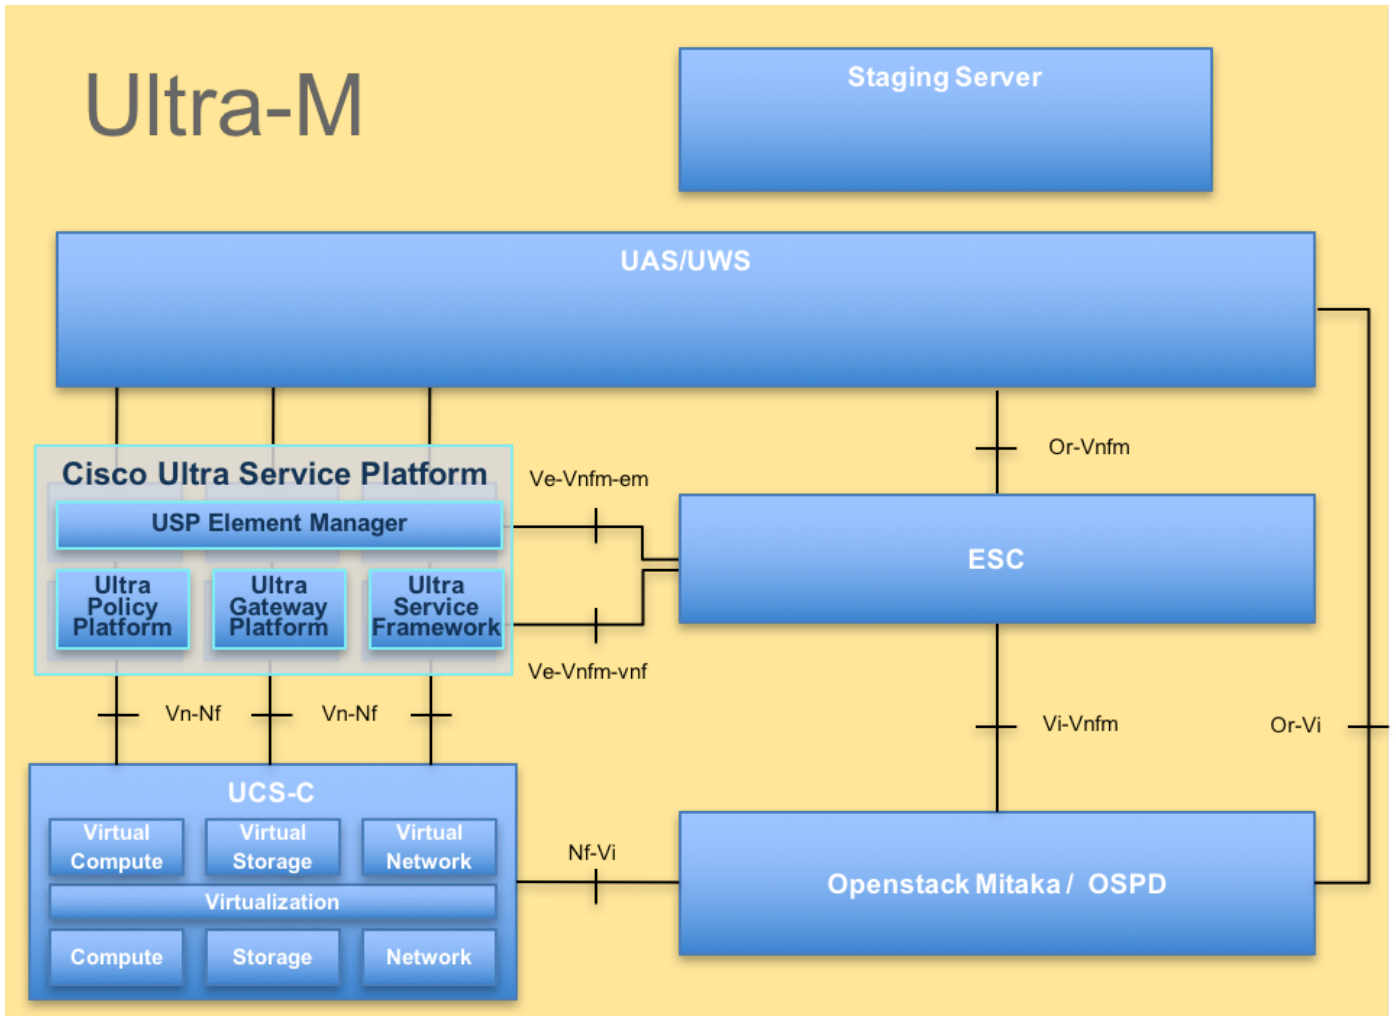 Ultra-M
Staging Server
UAS/UWS
Or-Vnfm
Cisco Ultra Service Platform
Ve-Vnfm-em
USP Element Manager
ESC
Ultra
Policy
Platform
Ultra
Gateway
Platform
Ultra
Service
Framework
Ve-Vnfm-vnf
Vn-Nf
Vn-Nf
Vi-Vnfm
Or-Vi
UCS-C
Virtual
Compute
Virtual
Storage
Virtual
Network
Nf-Vi
Openstack Mitaka / OSPD
Virtualization
Compute
Storage
Network